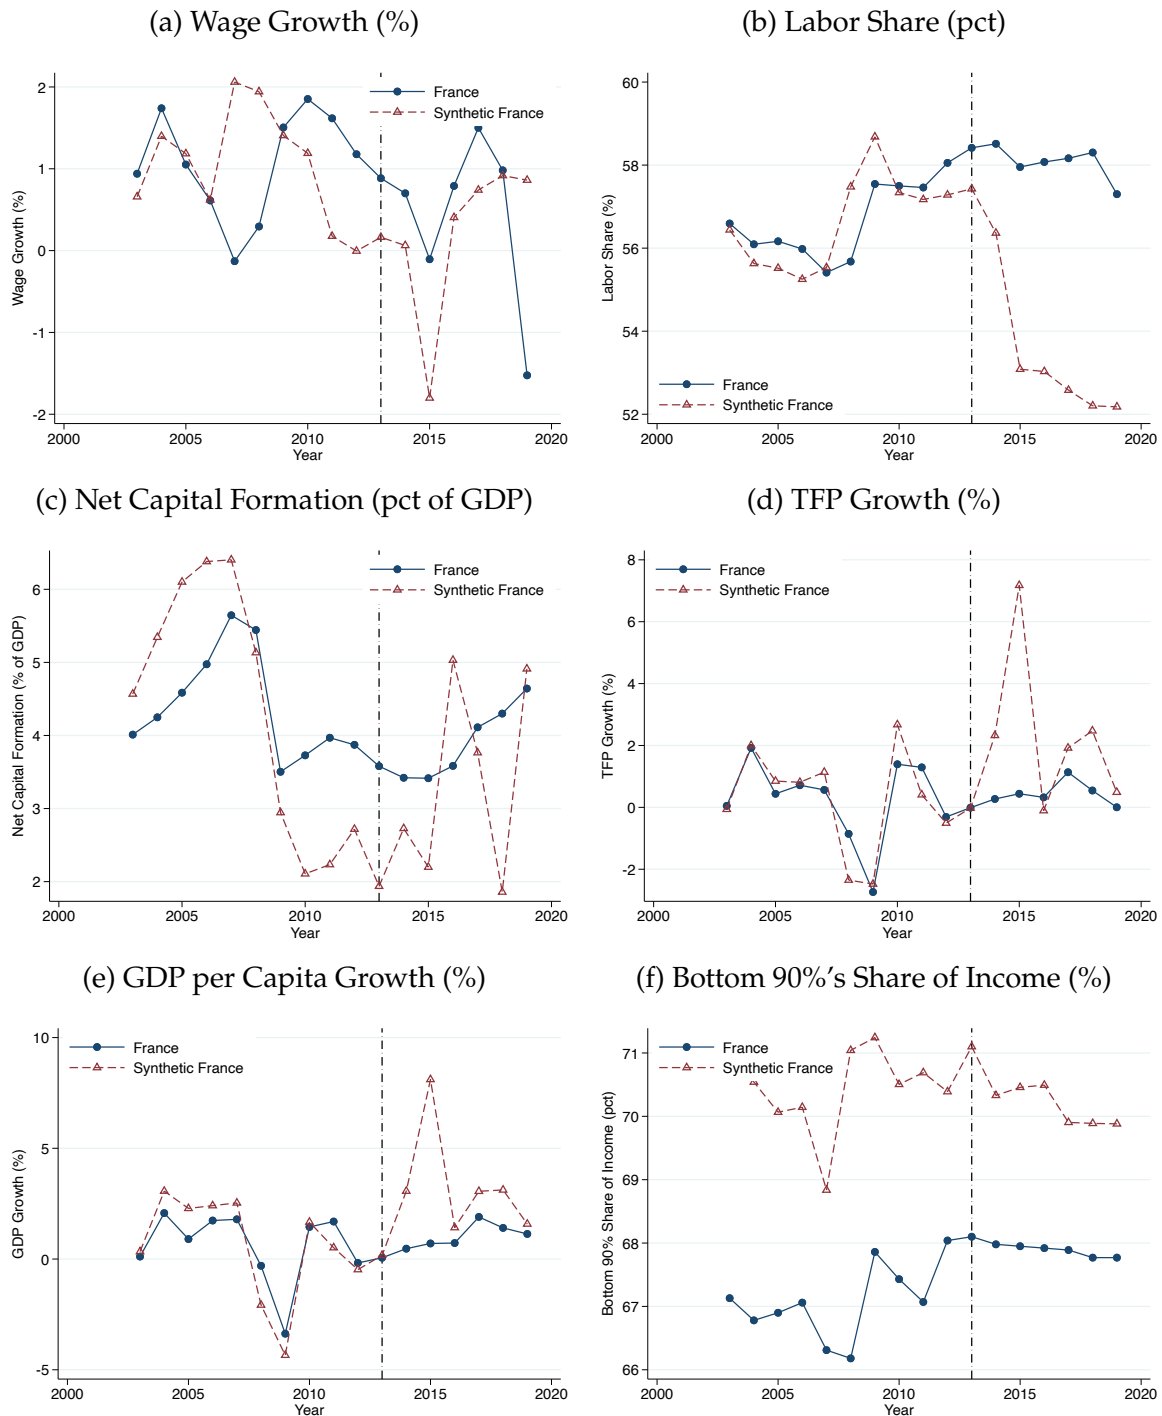 (a) Wage Growth (%)
2
1
0
-1
-2
Wage Growth (%)
France
Synthetic France
2000 2005 2010 2015 2020
Year
(b) Labor Share (pct)
60
58
56
54
52
Labor Share (%)
France
Synthetic France
2000 2005 2010 2015 2020
Year
(c) Net Capital Formation (pct of GDP)
6
5
4
3
2
Net Capital Formation (% of GDP)
France
Synthetic France
2000 2005 2010 2015 2020
Year
(d) TFP Growth (%)
8
6
4
2
0
-2
TFP Growth (%)
France
Synthetic France
2000 2005 2010 2015 2020
Year
(e) GDP per Capita Growth (%)
10
5
0
-5
GDP Growth (%)
France
Synthetic France
2000 2005 2010 2015 2020
Year
(f) Bottom 90%'s Share of Income (%)
71
70
69
68
67
66
Bottom 90% Share of Income (pct)
France
Synthetic France
2000 2005 2010 2015 2020
Year